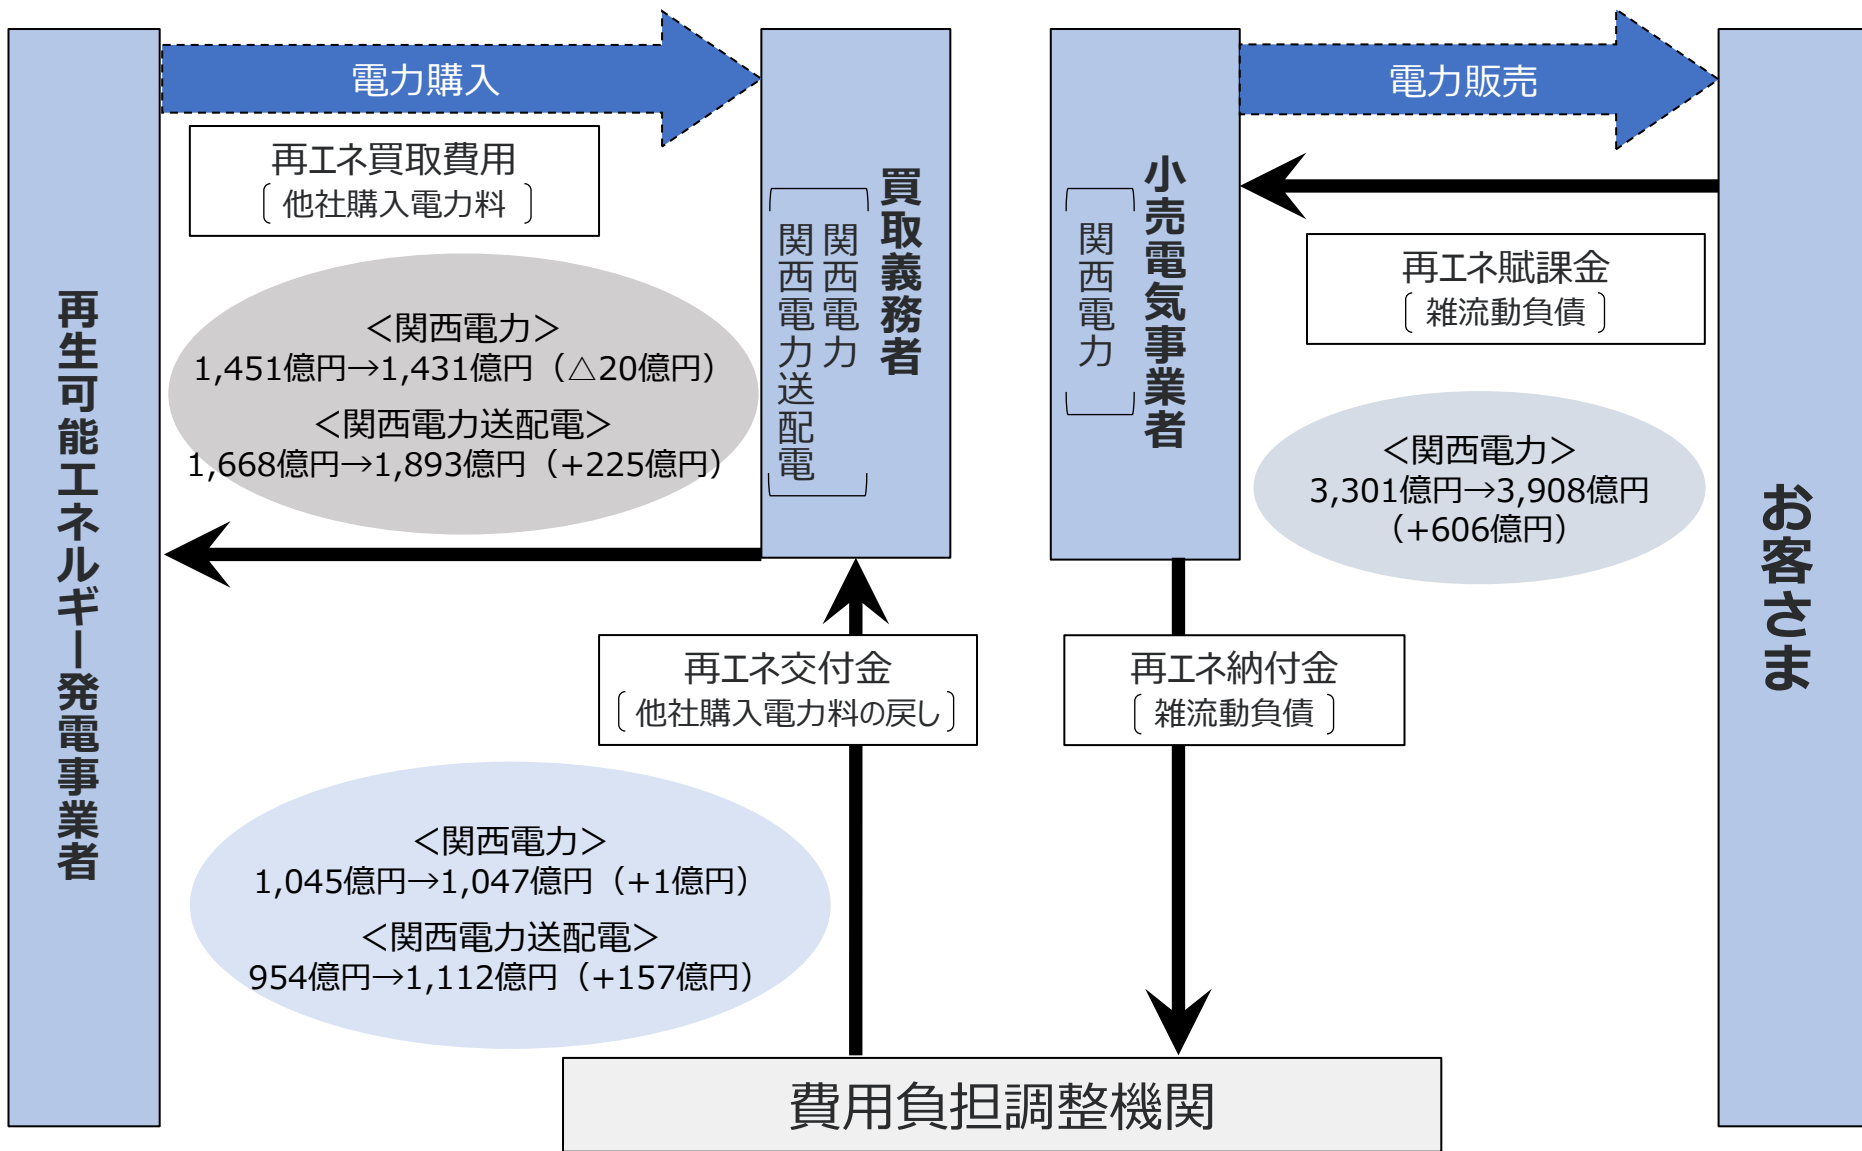 電力購入
再エネ買取費用
〔 他社購入電力料 〕
再生可能エネルギー発電事業者
＜関西電力＞
1,451億円→1,431億円（△20億円）
＜関西電力送配電＞
1,668億円→1,893億円（+225億円）
買取義務者
関西電力
関西電力送配電
小売電気事業者
関西電力
電力販売
再エネ賦課金
〔 雑流動負債 〕
＜関西電力＞
3,301億円→3,908億円
（+606億円）
お客さま
再エネ交付金
〔 他社購入電力料の戻し 〕
再エネ納付金
〔 雑流動負債 〕
＜関西電力＞
1,045億円→1,047億円（+1億円）
＜関西電力送配電＞
954億円→1,112億円（+157億円）
費用負担調整機関